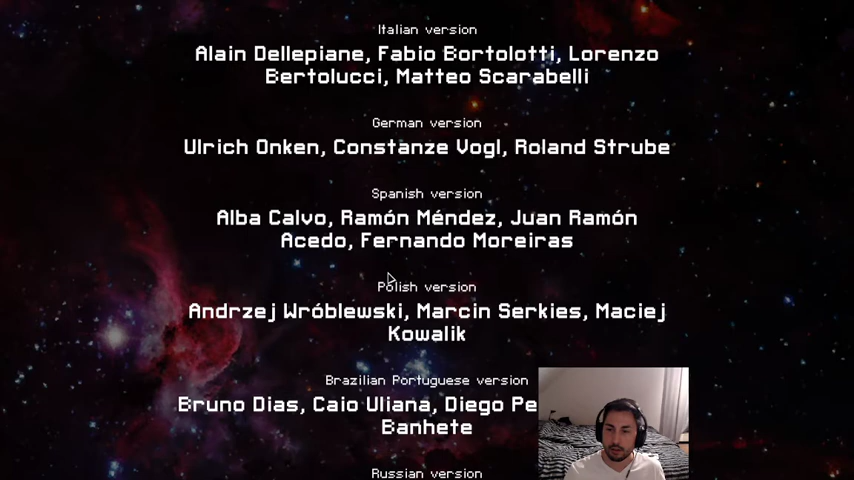 Italian version
Alain Dellepiane, Fabio Bortolotti, Lorenzo
Bertolucci, Matteo Scarabelli
German version
Ulrich Onken, Constanze Vogl, Roland Strube
Spanish version
Alba Calvo, Ramón Méndez, Juan Ramón
Acedo, Fernando Moreiras
Polish version
Andrzej Wróblewski, Marcin Serkies, Maciej
Kowalik
Brazilian Portuguese version
Bruno Dias, Caio Uliana, Diego
Banhete
Russian version